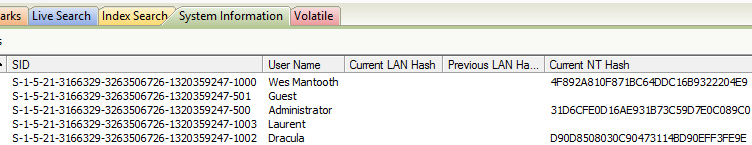 arks Live Search Index Search System Information Volatile
s
SID User Name Current LAN Hash Previous LAN Ha... Current NT Hash
S-1-5-21-3166329-3263506726-1320359247-1000 Wes Mantooth 4F892A810F871BC64DDC16B9322204E9
S-1-5-21-3166329-3263506726-1320359247-501 Guest
S-1-5-21-3166329-3263506726-1320359247-500 Administrator 31D6CFE0D16AE931B73C59D7E0C089C0
S-1-5-21-3166329-3263506726-1320359247-1003 Laurent
S-1-5-21-3166329-3263506726-1320359247-1002 Dracula D90D8508030C90473114BD90EFF3FE9E